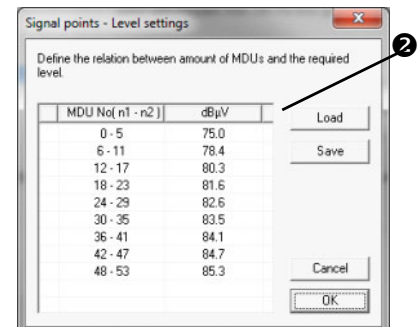 Signal points - Level settings
Define the relation between amount of MDUs and the required
level.
❷
MDU No( n1 - n2 ) dBµV
0 - 5 75.0
6 - 11 78.4
12 - 17 80.3
18 - 23 81.6
24 - 29 82.6
30 - 35 83.5
36 - 41 84.1
42 - 47 84.7
48 - 53 85.3
Load
Save
Cancel
OK